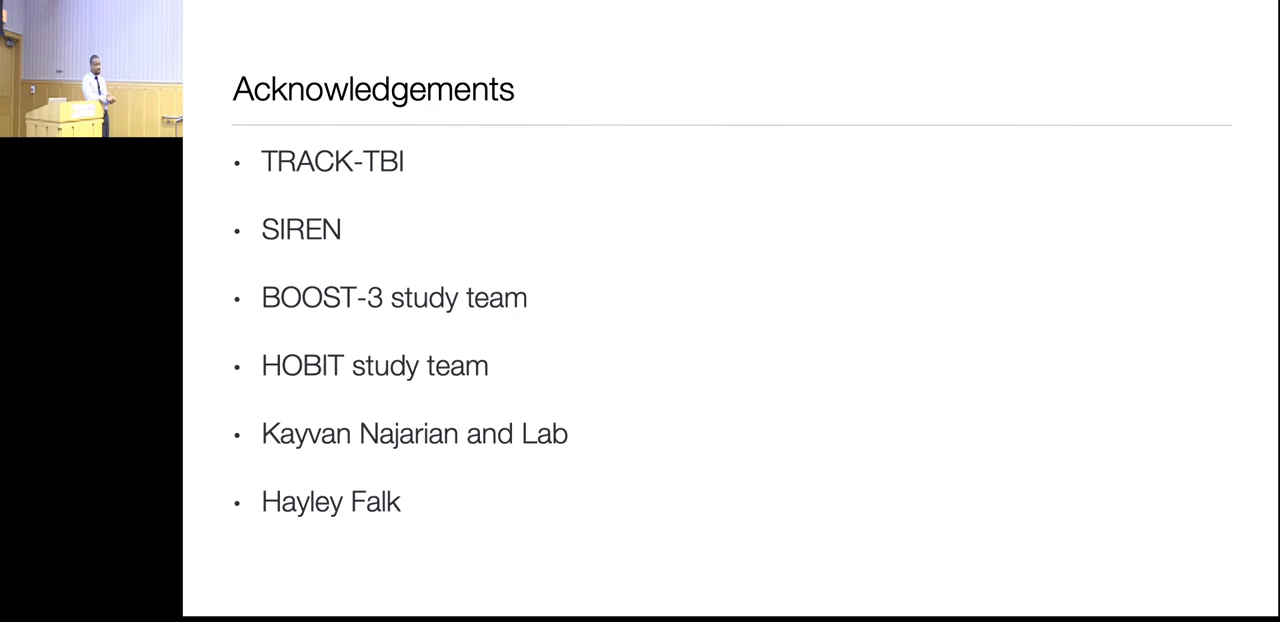 Acknowledgements
• TRACK-TBI
• SIREN
• BOOST-3 study team
• HOBIT study team
• Kayvan Najarian and Lab
• Hayley Falk